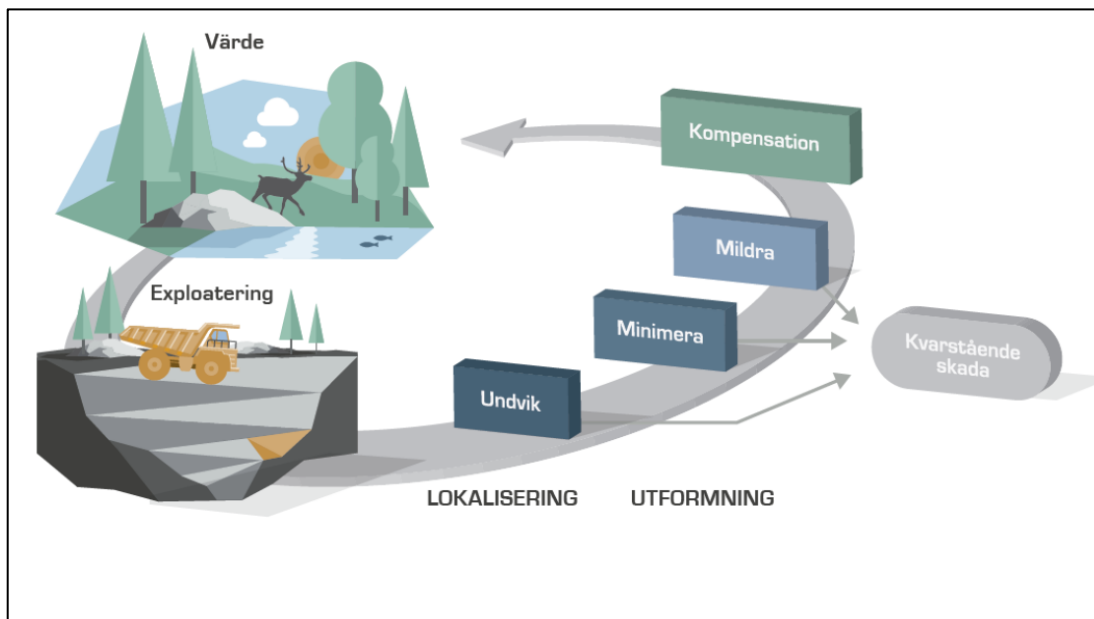 Värde
Kompensation
Mildra
Exploatering
Minimera
Kvarstående
skada
Undvik
LOKALISERING
UTFORMNING